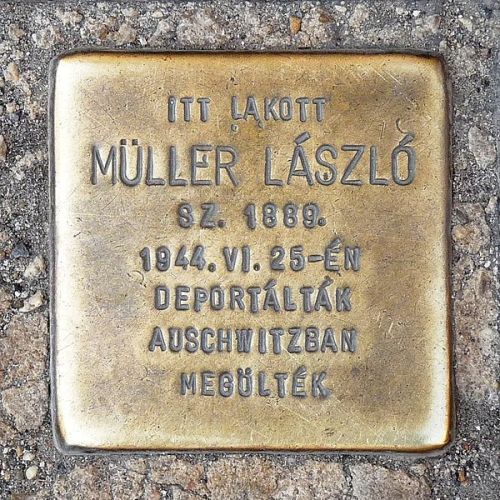 ITT LAKOTT
MÜLLER LÁSZLÓ
SZ. 1889.
1944. VI. 25-ÉN
DEPORTÁLTÁK
AUSCHWITZBAN
MEGÖLTÉK